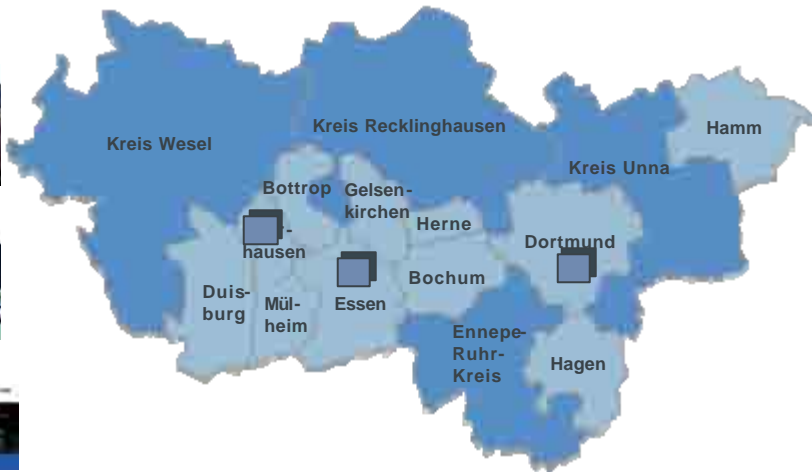 Kreis Wesel
Kreis Recklinghausen
Hamm
Kreis Unna
Bottrop
Gelsen-
kirchen
Herne
Dortmund
hausen
Bochum
Duis-
burg
Mül-
heim
Essen
Ennepe-
Ruhr-
Kreis
Hagen